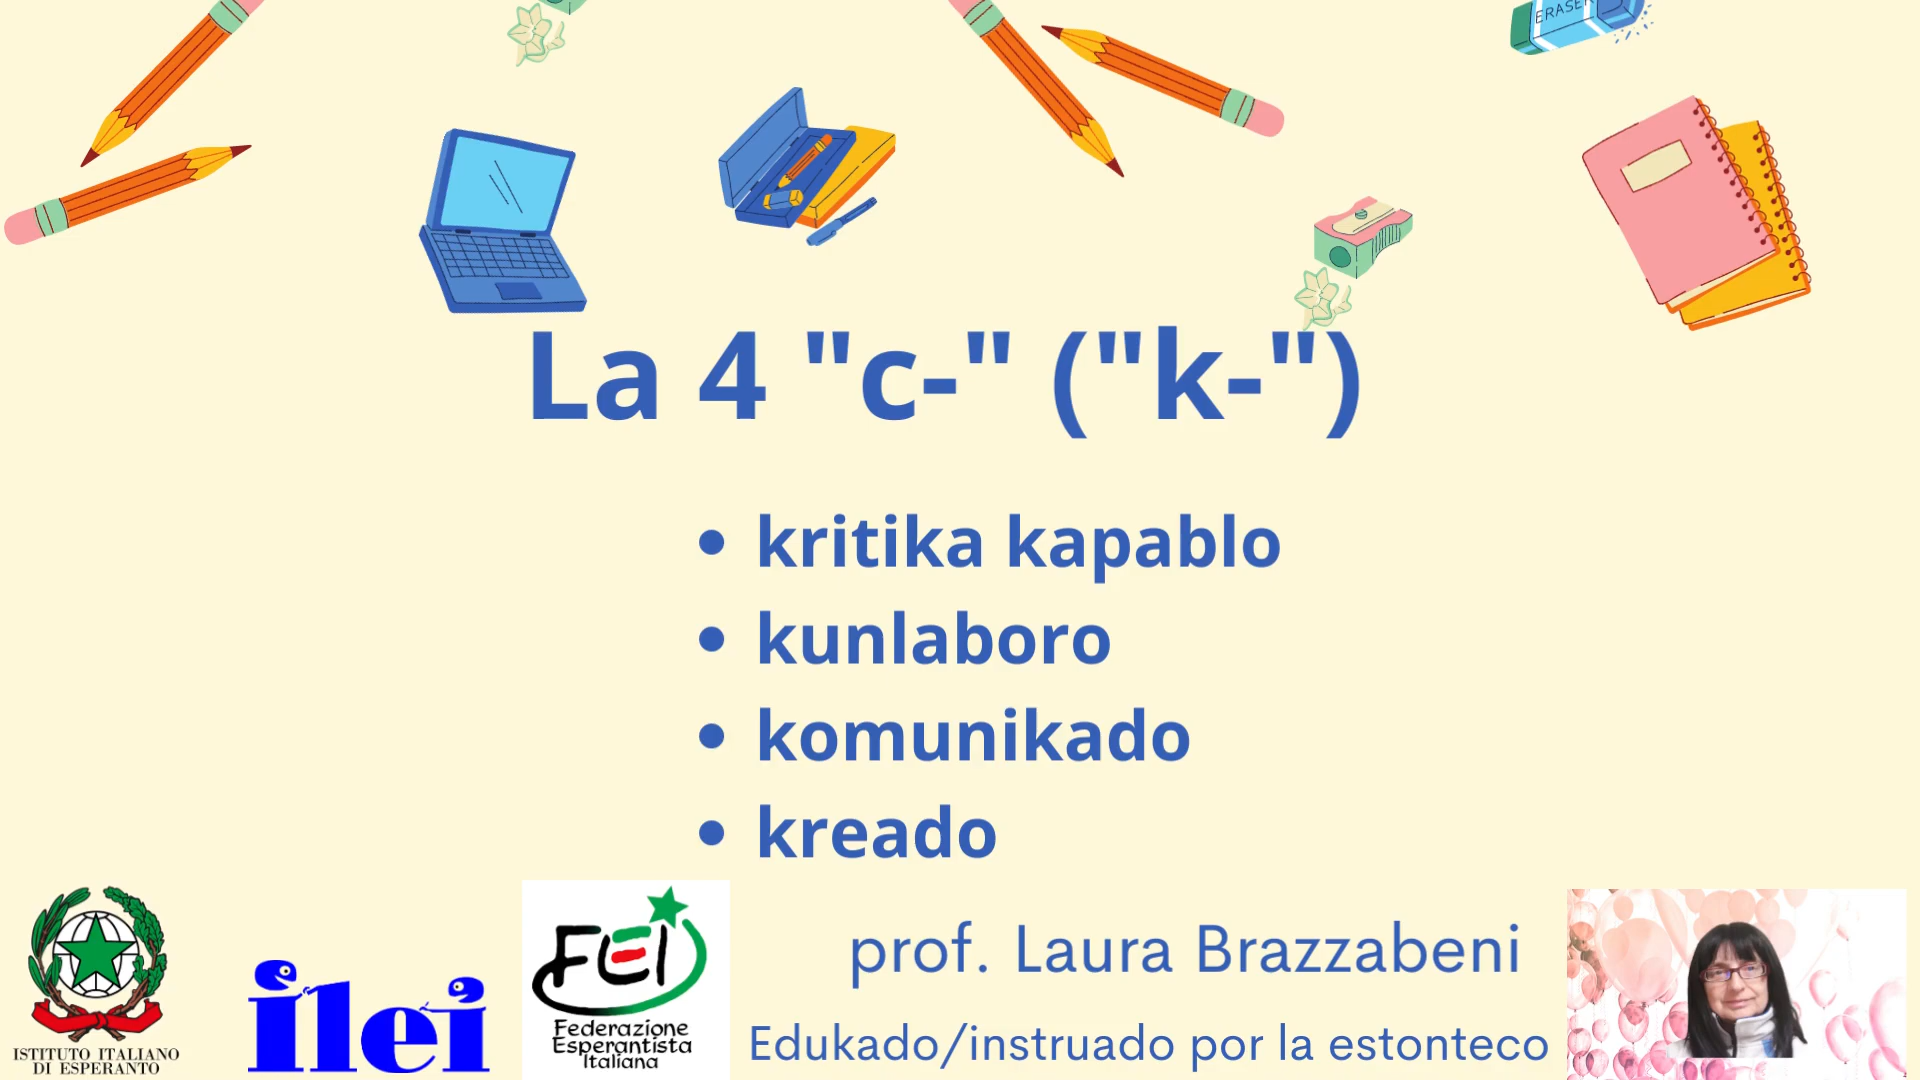 ERASER
La 4 "c-" ("k-")
• kritika kapablo
• kunlaboro
• komunikado
• kreado
ISTITUTO ITALIANO
DI ESPERANTO
ilei
FEI
Federazione
Esperantista
Italiana
prof. Laura Brazzabeni
Edukado/instruado por la estonteco